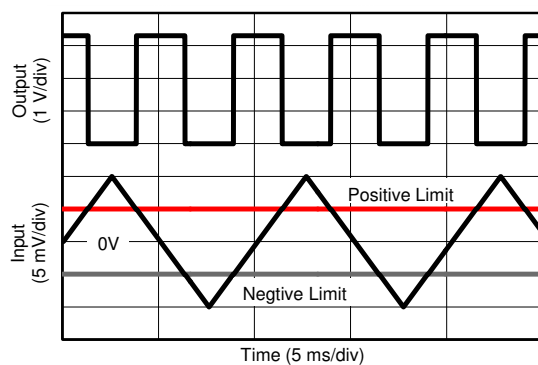 Output
(1 V/div)
Positive Limit
0V
Input
(5 mV/div)
Negtive Limit
Time (5 ms/div)